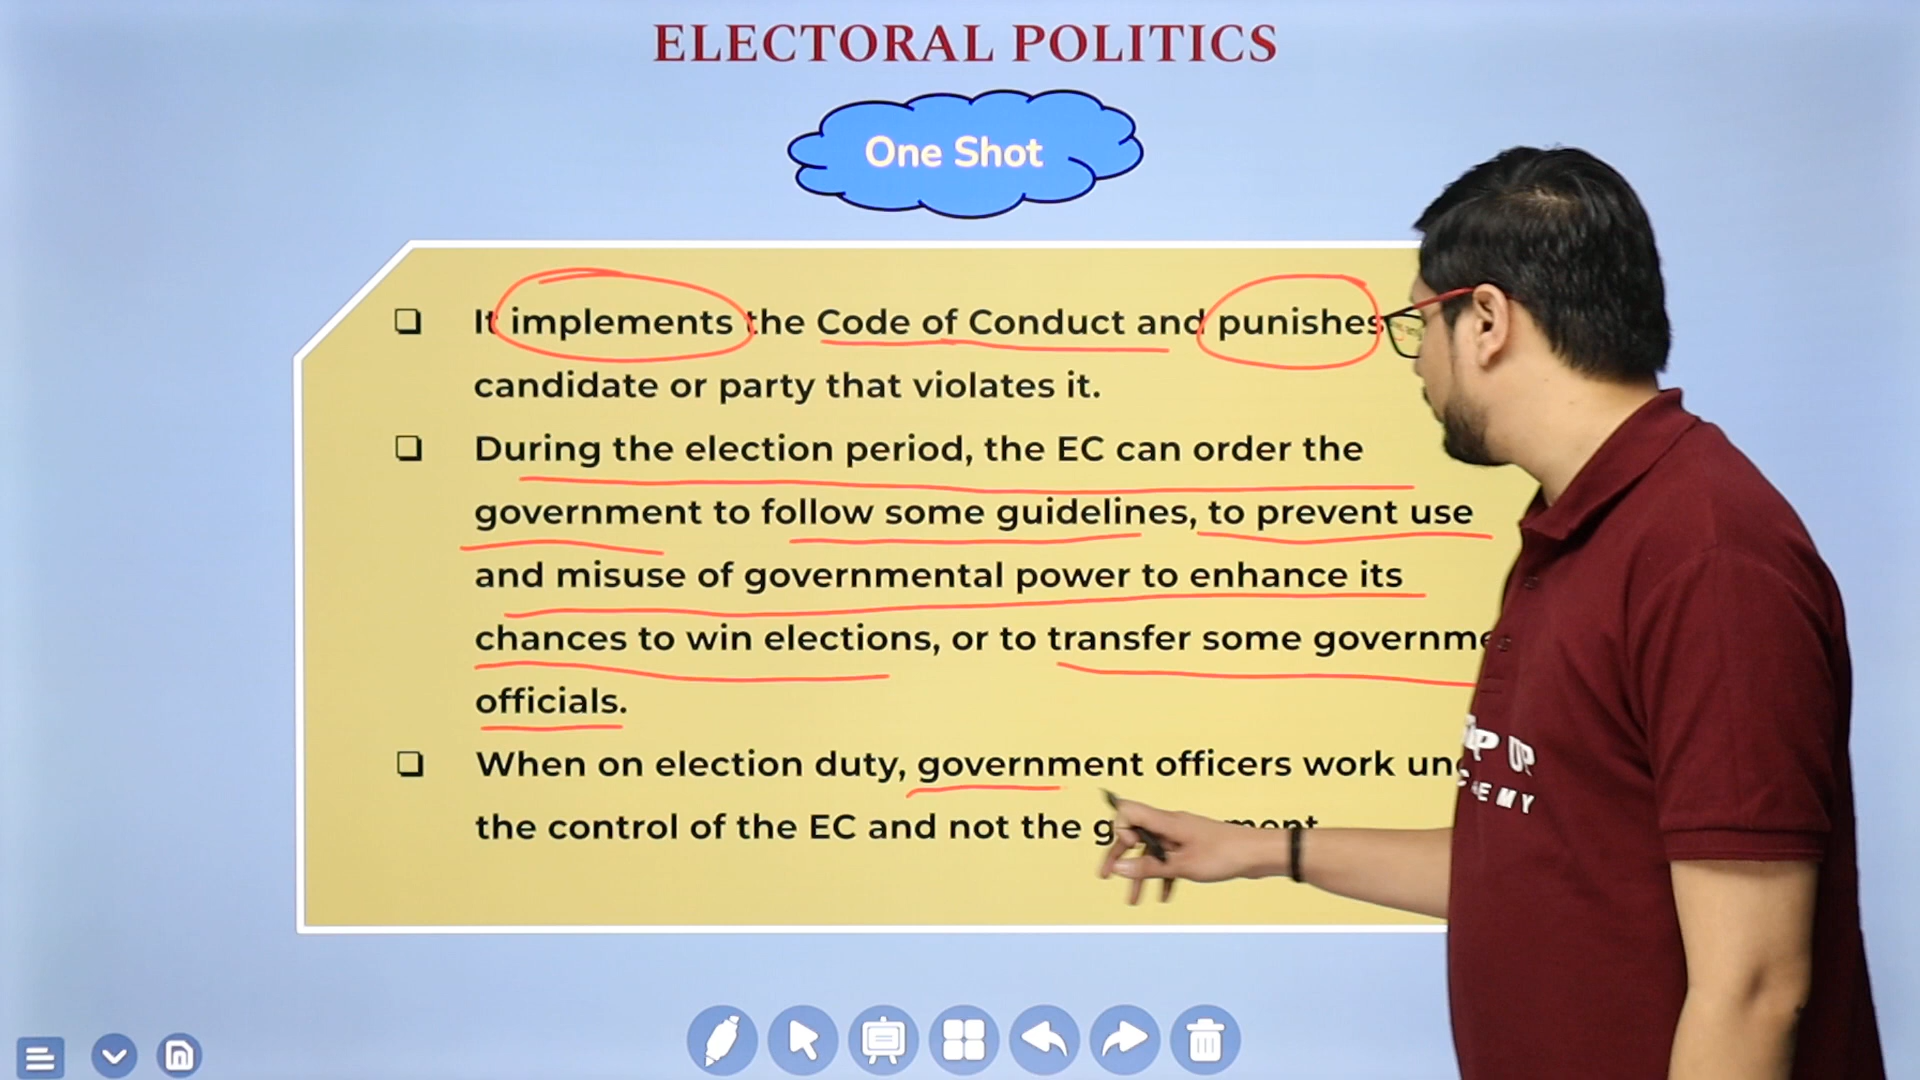 ELECTORAL POLITICS
One Shot
It implements the Code of Conduct and punishes
candidate or party that violates it.
During the election period, the EC can order the
government to follow some guidelines, to prevent use
and misuse of governmental power to enhance its
chances to win elections, or to transfer some
officials.
When on election duty, government officers work
the control of the EC and not the
UP